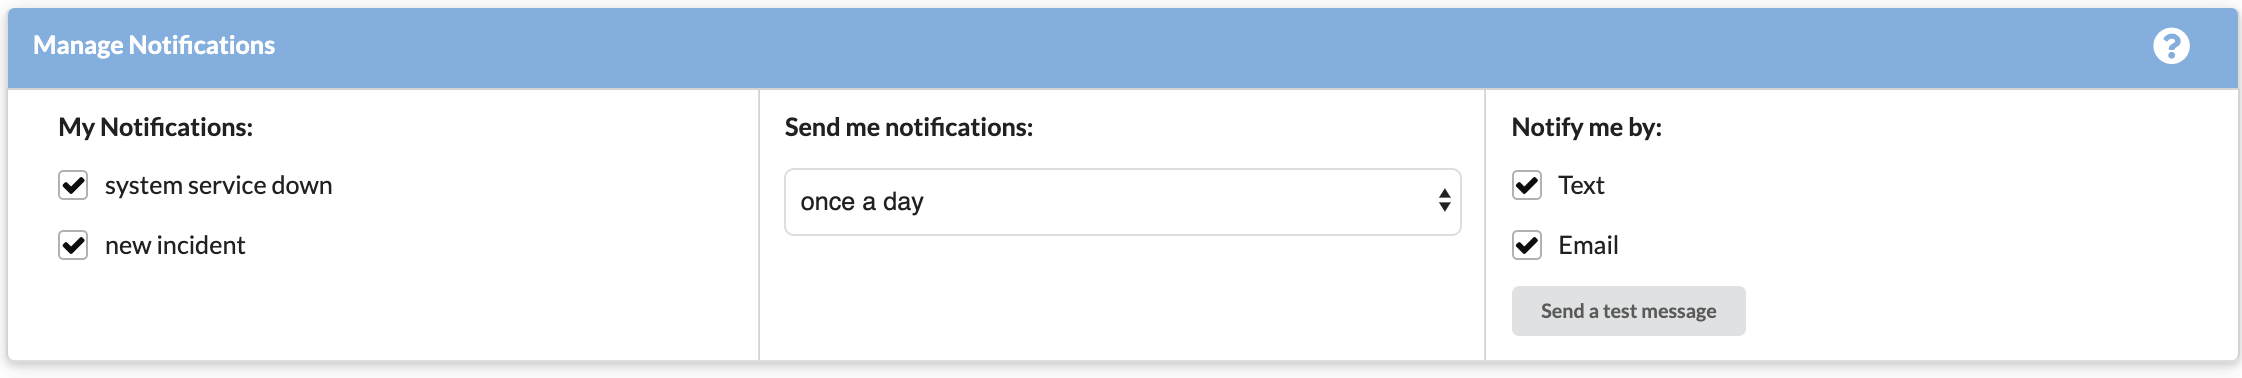 Manage Notifications
?
My Notifications:
system service down
new incident
Send me notifications:
once a day
Notify me by:
Text
Email
Send a test message